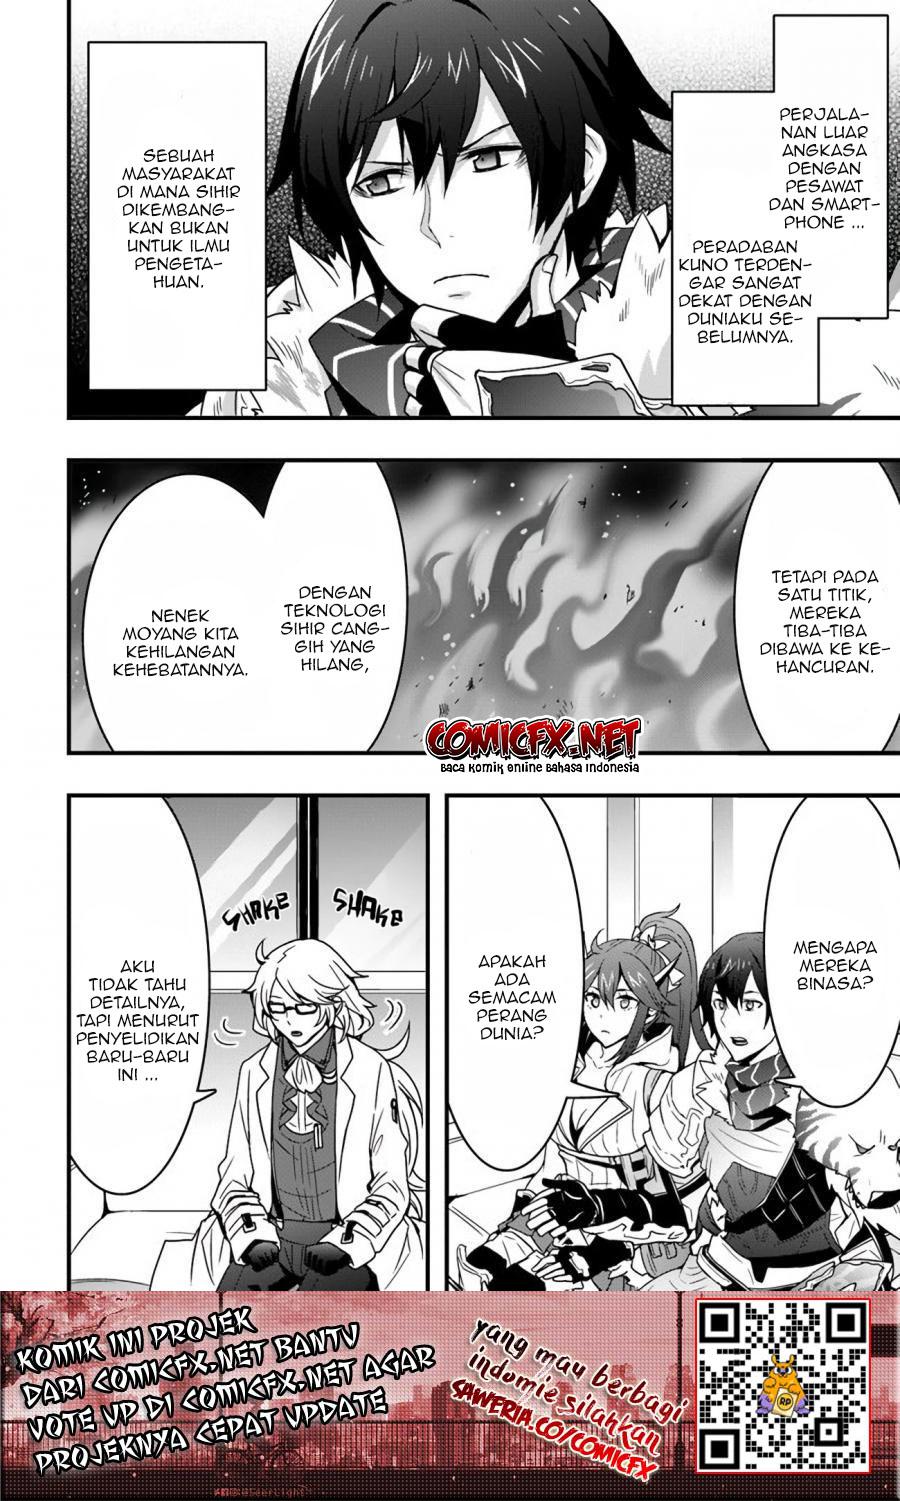 PERJALA-
NAN LUAR
ANGKASA
DENGAN
PESAWAT
DAN SMART-
PHONE ...
PERADABAN
KUNO TERDEN-
GAR SANGAT
DEKAT DENGAN
DUNIAKU SE-
BELUMNYA.
SEBUAH
MASYARAKAT
DI MANA SIHIR
DIKEMBANG-
KAN BUKAN
UNTUK ILMU
PENGETA-
HUAN.
TETAPI PADA
SATU TITIK,
MEREKA
TIBA-TIBA
DIBAWA KE KE-
HANCURAN.
DENGAN
TEKNOLOGI
SIHIR CANG-
GIH YANG
HILANG,
NENEK
MOYANG KITA
KEHILANGAN
KEHEBATANNYA.
COMICFX.NET
BACA KOMIK ONLINE BAHASA INDONESIA
MENGAPA
MEREKA
BINASA?
APAKAH
ADA
SEMACAM
PERANG
DUNIA?
SHAKE
SHAKE
AKU
TIDAK TAHU
DETAILNYA,
TAPI MENURUT
PENYELIDIKAN
BARU-BARU
INI ...
KOMIK INI PROJEK
DARI COMICFX.NET BANTU
VOTE UP DI COMICFX.NET AGAR
PROJEKNYA CEPAT UPDATE
yang mau berbagi
indomie silahkan
SAWERIA.CO/COMICFX
RP
@SeerLight